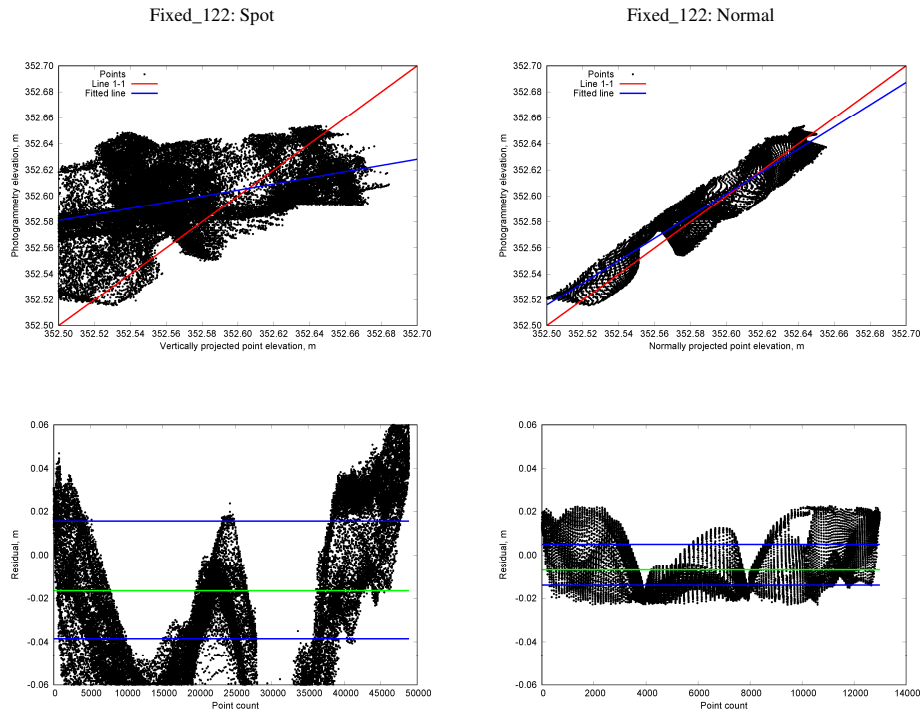 Fixed_122: Spot
Fixed_122: Normal
352.70
352.68
352.66
352.64
352.62
352.60
352.58
352.56
352.54
352.52
352.50
Photogrammetry elevation, m
Points
Line 1-1
Fitted line
352.50 352.52 352.54 352.56 352.58 352.60 352.62 352.64 352.66 352.68 352.70
Vertically projected point elevation, m
352.70
352.68
352.66
352.64
352.62
352.60
352.58
352.56
352.54
352.52
352.50
Photogrammetry elevation, m
Points
Line 1-1
Fitted line
352.50 352.52 352.54 352.56 352.58 352.60 352.62 352.64 352.66 352.68 352.70
Normally projected point elevation, m
0.06
0.04
0.02
0.00
-0.02
-0.04
-0.06
Residual, m
0 5000 10000 15000 20000 25000 30000 35000 40000 45000 50000
Point count
0.06
0.04
0.02
0.00
-0.02
-0.04
-0.06
Residual, m
0 2000 4000 6000 8000 10000 12000 14000
Point count